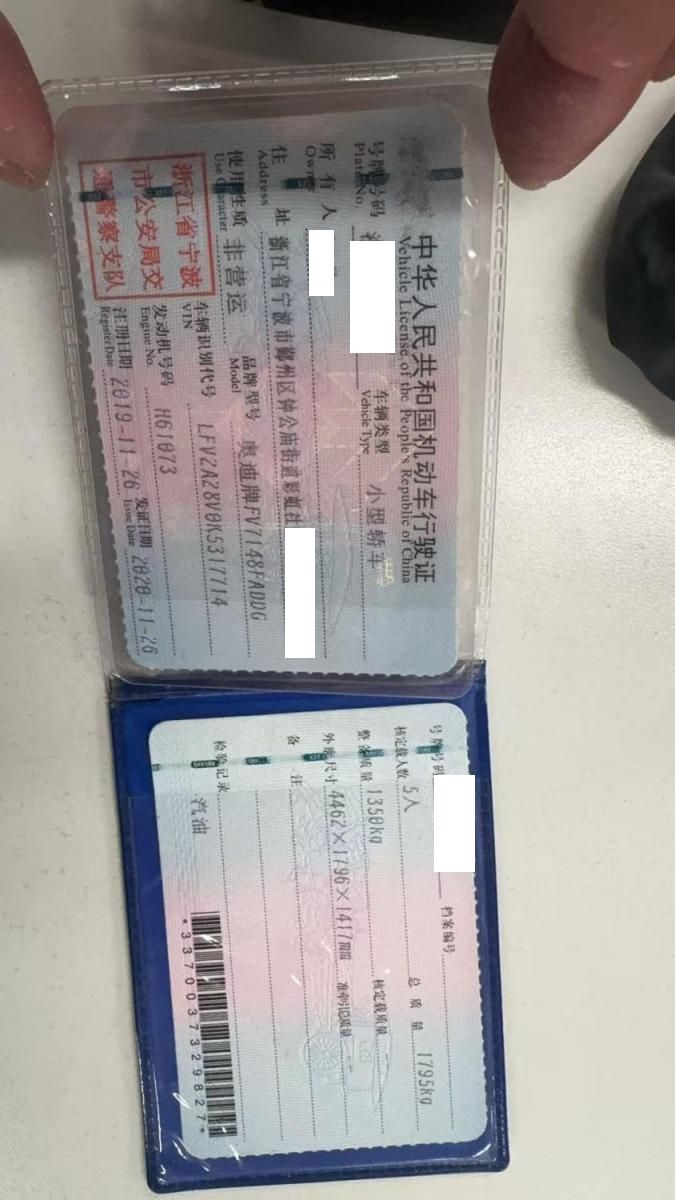 中华人民共和国机动车行驶证
Vehicle License of the People's Republic of China
号牌号码 车辆类型 小型轿车
Plate No. Vehicle Type
所有人
Owner
住址 浙江省宁波市鄞州区钟公庙街道彩虹社
Address
使用性质 非营运 品牌型号 奥迪牌FV7148FADDG
Use Character Model
浙江省宁波
市公安局交
通警察支队
车辆识别代号 LFV2A28V0K5317714
VIN
发动机号码 H61073
Engine No.
注册日期 2019-11-26 发证日期 2020-11-26
Register Date Issue Date
号牌号码 档案编号
核定载人数 5人 总质量 1795kg
整备质量 1350kg 核定载质量
外廓尺寸 4462×1796×1417mm 准牵引总质量
备注
检验记录
汽油
*3370037329827*